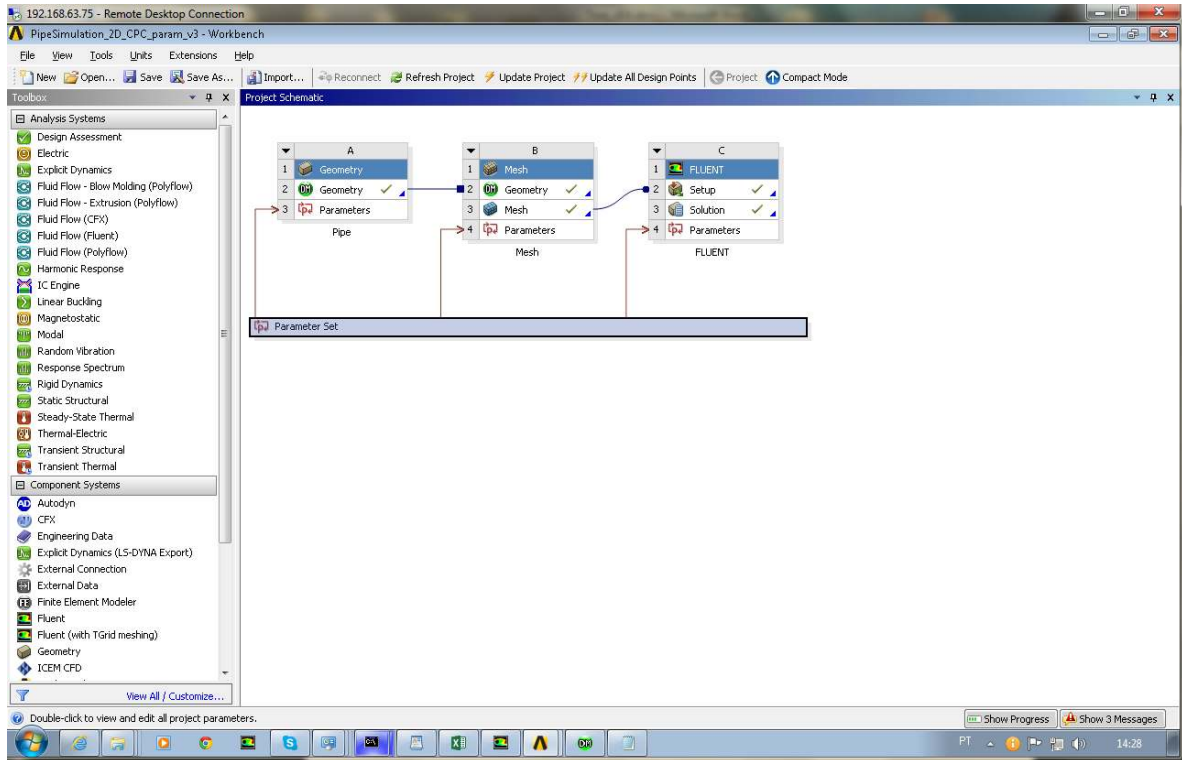 192.168.63.75 - Remote Desktop Connection
PipeSimulation_2D_CPC_param_v3 - Workbench
File View Tools Units Extensions Help
New Open... Save Save As... Import... Reconnect Refresh Project Update Project Update All Design Points Project Compact Mode
Toolbox
Analysis Systems
Design Assessment
Electric
Explicit Dynamics
Fluid Flow - Blow Molding (Polyflow)
Fluid Flow - Extrusion (Polyflow)
Fluid Flow (CFX)
Fluid Flow (Fluent)
Fluid Flow (Polyflow)
Harmonic Response
IC Engine
Linear Buckling
Magnetostatic
Modal
Random Vibration
Response Spectrum
Rigid Dynamics
Static Structural
Steady-State Thermal
Thermal-Electric
Transient Structural
Transient Thermal
Component Systems
Autodyn
CFX
Engineering Data
Explicit Dynamics (LS-DYNA Export)
External Connection
External Data
Finite Element Modeler
Fluent
Fluent (with TGrid meshing)
Geometry
ICEM CFD
View All / Customize...
Project Schematic
A
1 Geometry
2 Geometry
3 Parameters
Pipe
B
1 Mesh
2 Geometry
3 Mesh
4 Parameters
Mesh
C
1 FLUENT
2 Setup
3 Solution
4 Parameters
FLUENT
Parameter Set
Double-click to view and edit all project parameters.
Show Progress Show 3 Messages
PT 14:28